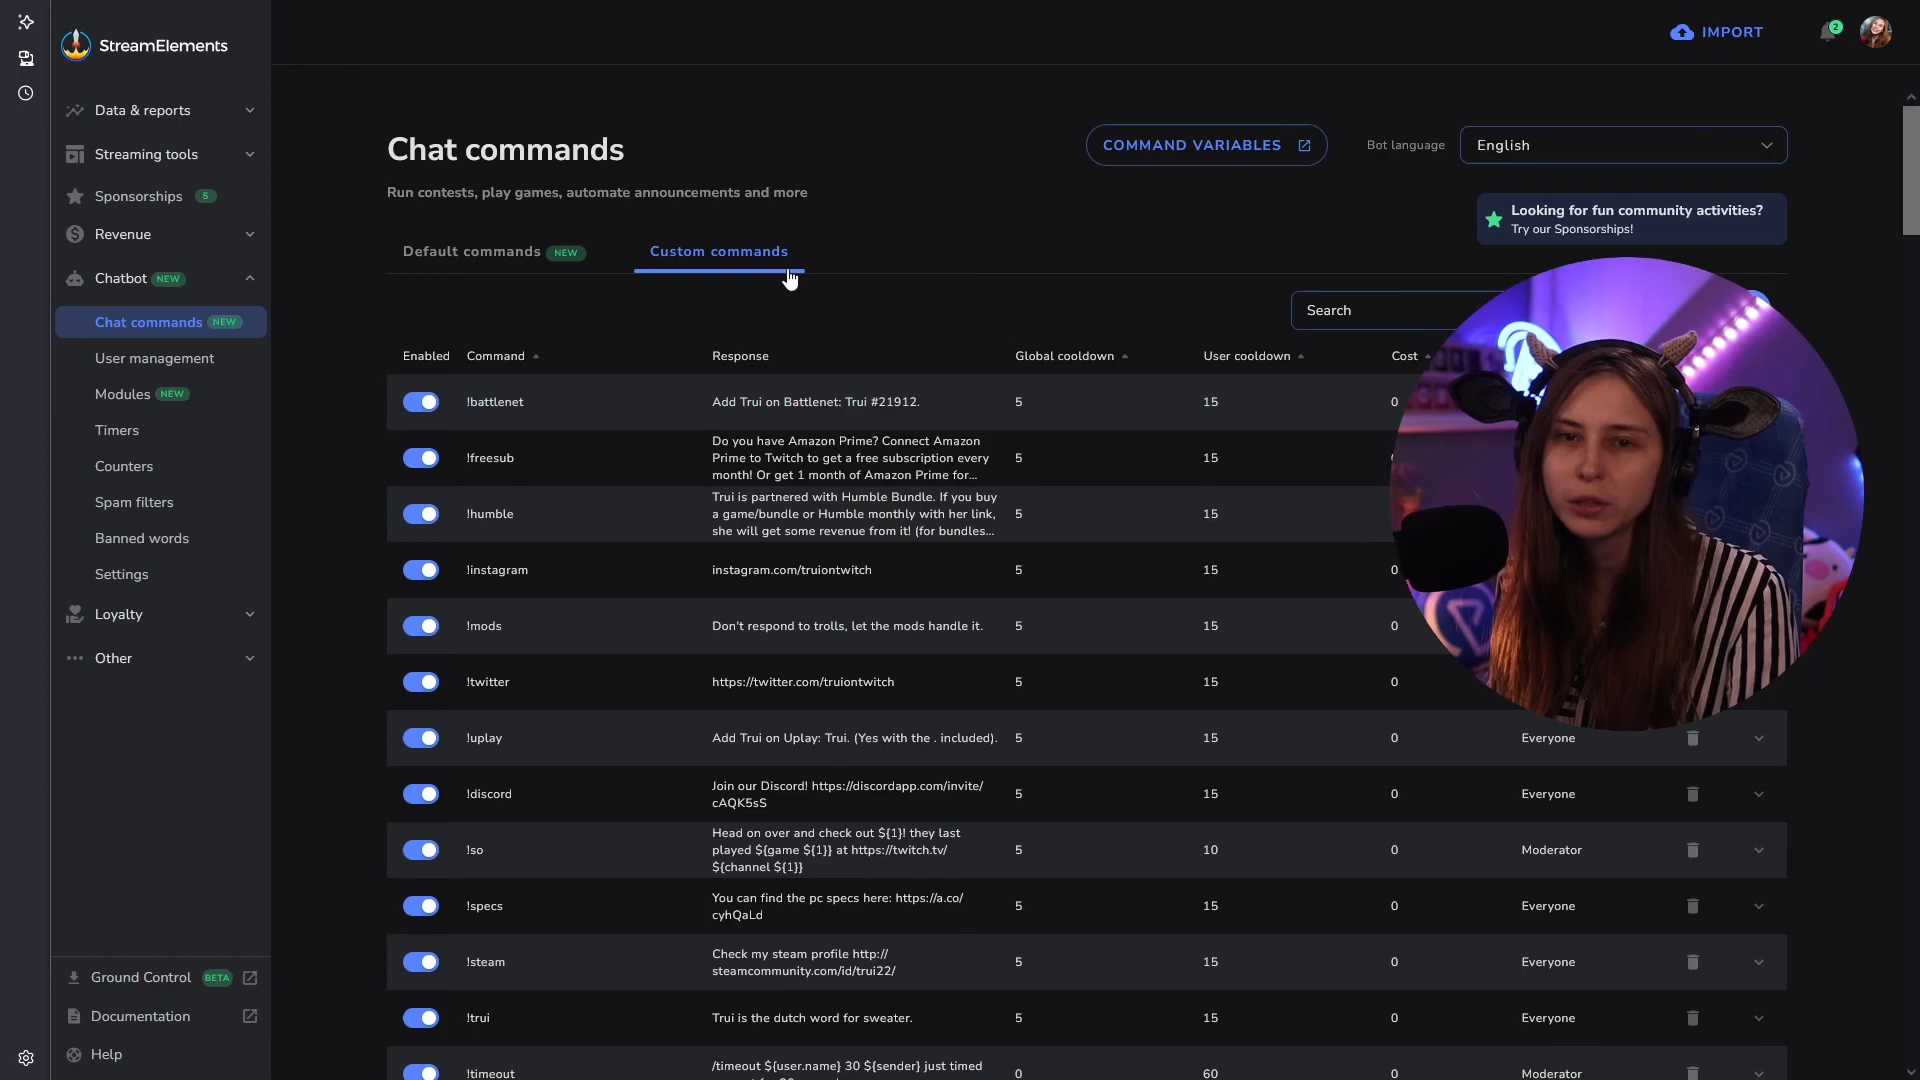 StreamElements
IMPORT
2
Data & reports
Streaming tools
Sponsorships 5
Revenue
Chatbot NEW
Chat commands NEW
User management
Modules NEW
Timers
Counters
Spam filters
Banned words
Settings
Loyalty
Other
Ground Control BETA
Documentation
Help
Chat commands
COMMAND VARIABLES
Bot language
English
Run contests, play games, automate announcements and more
Looking for fun community activities?
Try our Sponsorships!
Default commands NEW
Custom commands
Search
Enabled Command Response Global cooldown User cooldown Cost
!battlenet Add Trui on Battlenet: Trui #21912. 5 15 0
Do you have Amazon Prime? Connect Amazon
!freesub Prime to Twitch to get a free subscription every 5 15
month! Or get 1 month of Amazon Prime for...
Trui is partnered with Humble Bundle. If you buy
!humble a game/bundle or Humble monthly with her link, 5 15
she will get some revenue from it! (for bundles...
!instagram instagram.com/truiontwitch 5 15 0
!mods Don't respond to trolls, let the mods handle it. 5 15 0
!twitter https://twitter.com/truiontwitch 5 15 0
!uplay Add Trui on Uplay: Trui. (Yes with the . included). 5 15 0 Everyone
Join our Discord! https://discordapp.com/invite/
!discord 5 15 0 Everyone
cAQK5sS
Head on over and check out ${1}! they last
!so played ${game ${1}} at https://twitch.tv/ 5 10 0 Moderator
${channel ${1}}
You can find the pc specs here: https://a.co/
!specs 5 15 0 Everyone
cyhQaLd
Check my steam profile http://
!steam 5 15 0 Everyone
steamcommunity.com/id/trui22/
!trui Trui is the dutch word for sweater. 5 15 0 Everyone
/timeout ${user.name} 30 ${sender} just timed
!timeout 0 60 0 Moderator